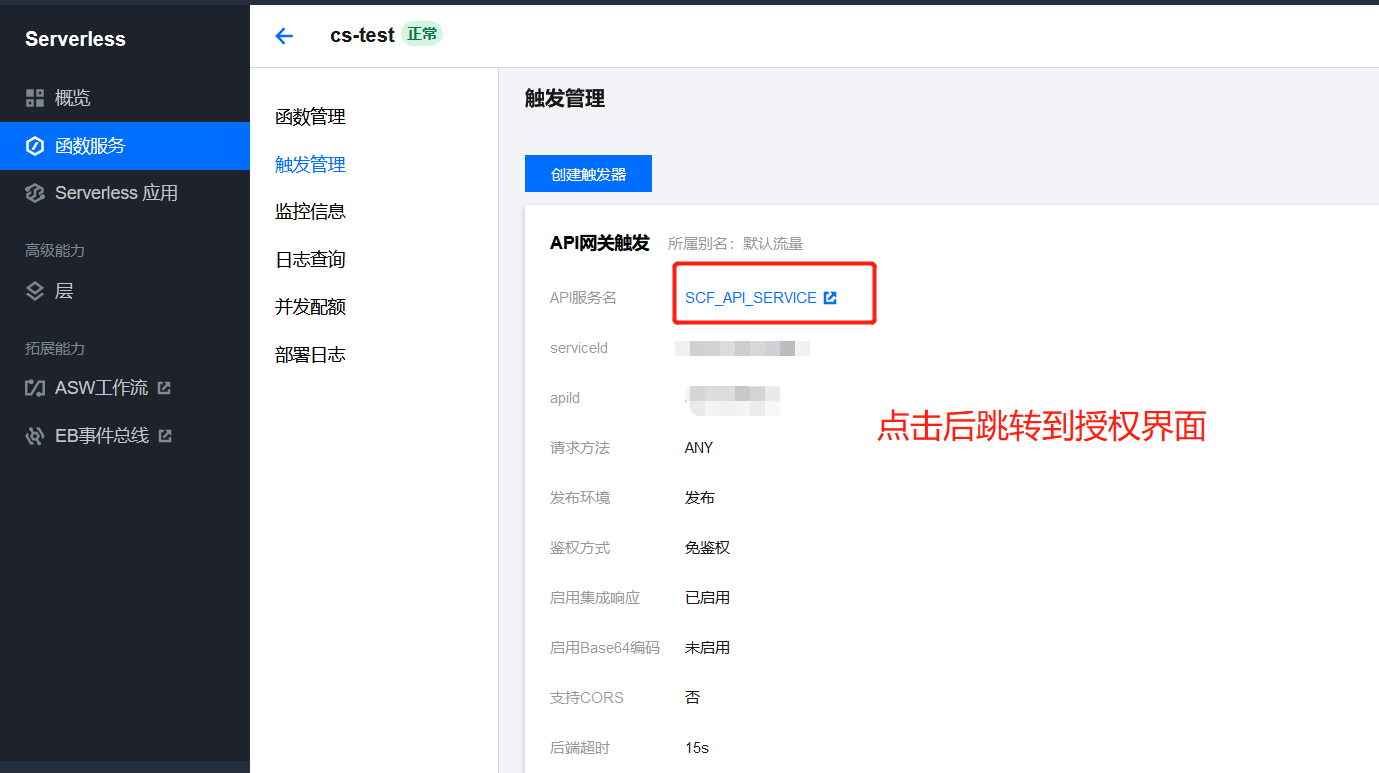 Serverless
概览
函数服务
Serverless 应用
高级能力
层
拓展能力
ASW工作流
EB事件总线
cs-test 正常
函数管理
触发管理
监控信息
日志查询
并发配额
部署日志
触发管理
创建触发器
API网关触发 所属别名：默认流量
API服务名 SCF_API_SERVICE
serviceId
apiId
请求方法 ANY
发布环境 发布
鉴权方式 免鉴权
启用集成响应 已启用
启用Base64编码 未启用
支持CORS 否
后端超时 15s
点击后跳转到授权界面